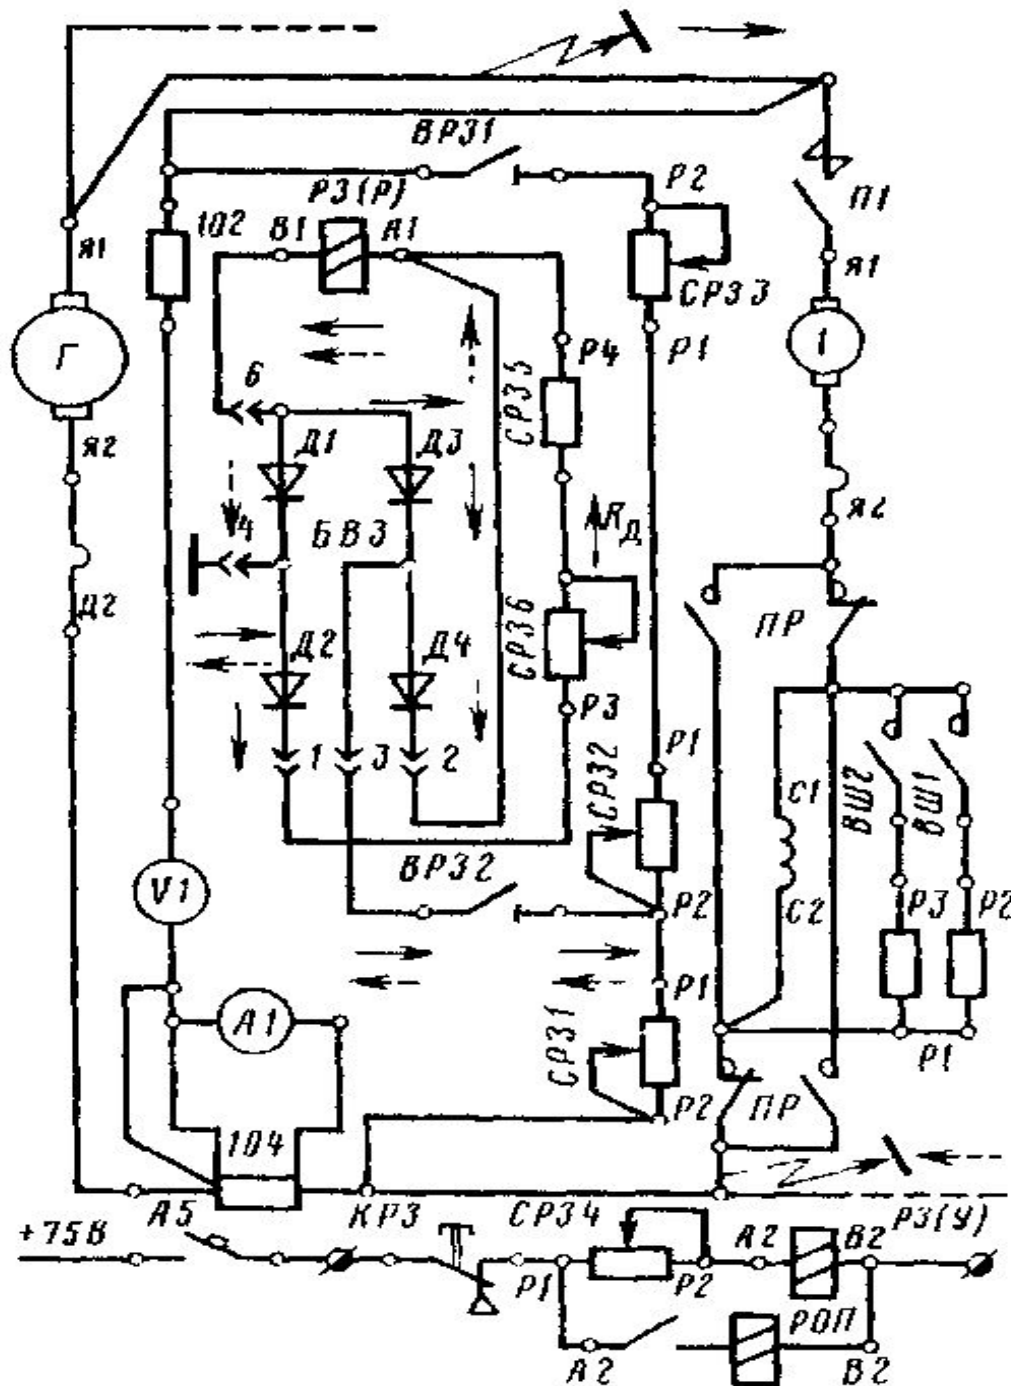 ВРЗ1
Р3(Р)
Р2
П1
102
В1
А1
Я1
Я1
СРЗ3
Г
Р4
Р1
1
6
СРЗ5
Я2
Д1
Д3
Rд
Я2
4
БВЗ
Д2
ПР
Д2
Д4
СРЗ6
Р3
1
3
2
Р1
СРЗ2
С1
ВШ2
ВШ1
ВРЗ2
V1
Р2
С2
Р3
Р2
Р1
А1
СРЗ1
Р1
104
Р2
ПР
А5
КРЗ
СРЗ4
РЗ(У)
+75В
А2
В2
Р1
Р2
РОП
А2
В2